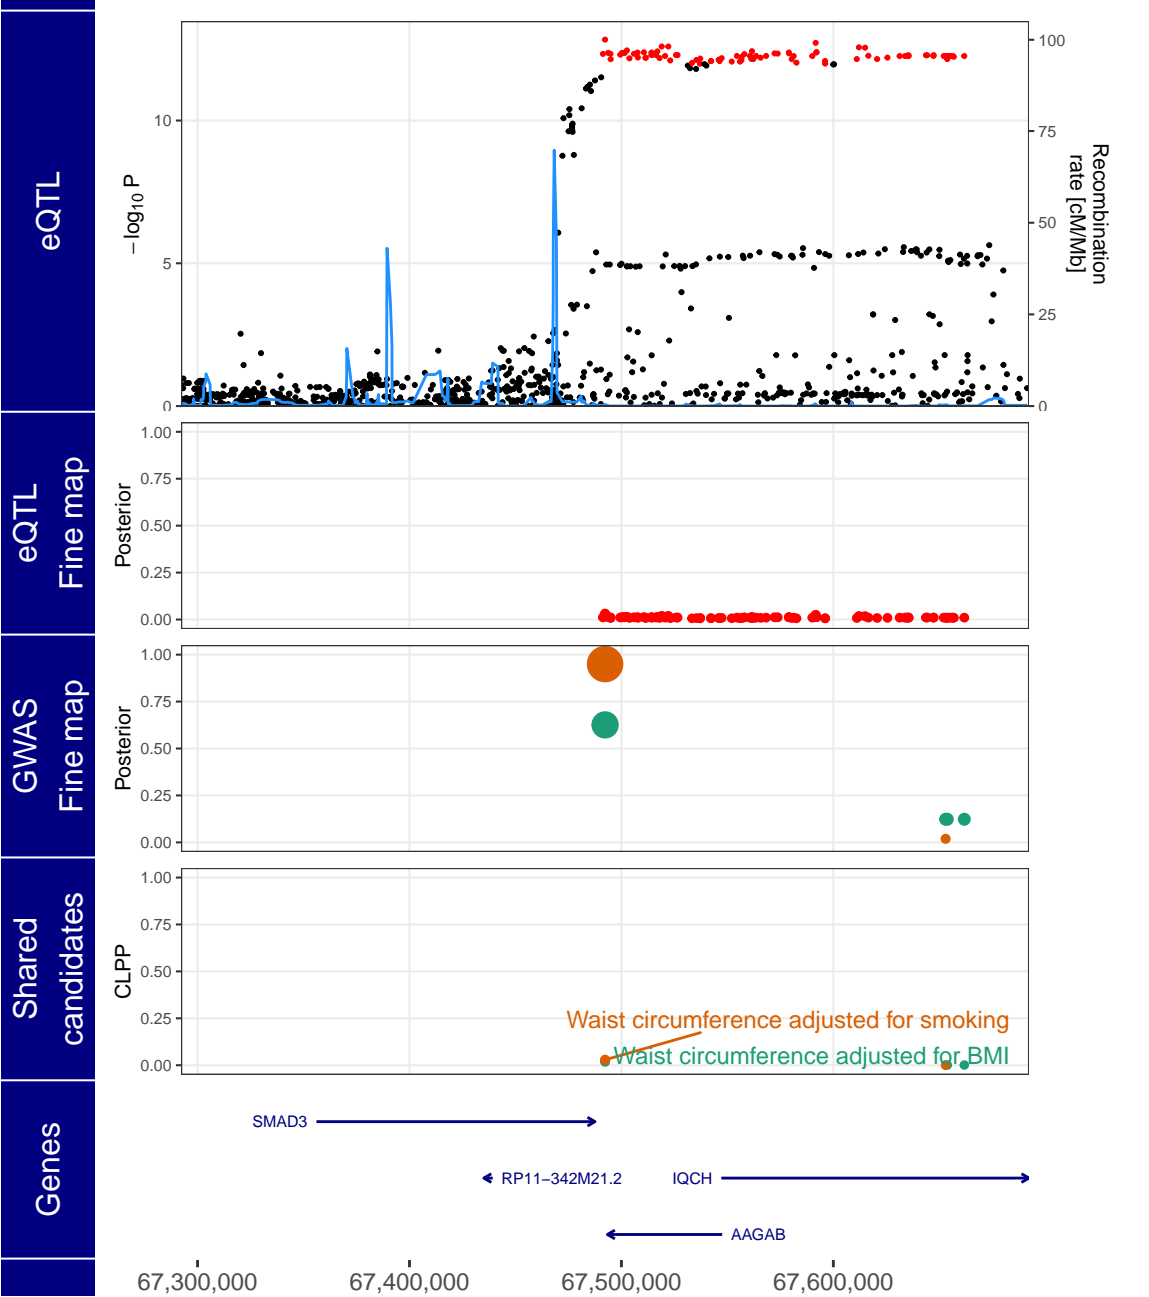 eQTL
−log10 P
0
5
10
0
25
50
75
100
Recombination
rate [cM/Mb]
eQTL
Fine map
Posterior
1.00
0.75
0.50
0.25
0.00
GWAS
Fine map
Posterior
1.00
0.75
0.50
0.25
0.00
Shared
candidates
CLPP
1.00
0.75
0.50
0.25
0.00
Waist circumference adjusted for smoking
Waist circumference adjusted for BMI
Genes
SMAD3
RP11−342M21.2
IQCH
AAGAB
67,300,000
67,400,000
67,500,000
67,600,000